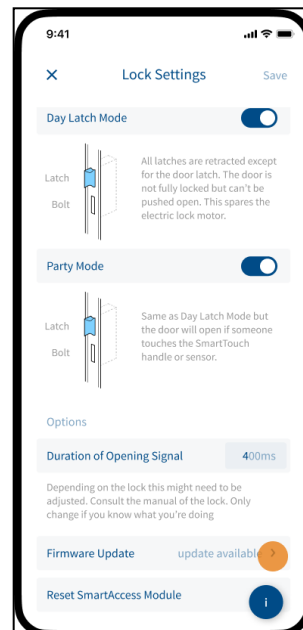 9:41
Lock Settings
Save
Day Latch Mode
All latches are retracted except
for the door latch. The door is
not fully locked but can't be
pushed open. This spares the
electric lock motor.
Latch
Bolt
Party Mode
Same as Day Latch Mode but
the door will open if someone
touches the SmartTouch
handle or sensor.
Latch
Bolt
Options
Duration of Opening Signal
400ms
Depending on the lock this might need to be
adjusted. Consult the manual of the lock. Only
change if you know what you're doing
Firmware Update
update available
Reset SmartAccess Module
i